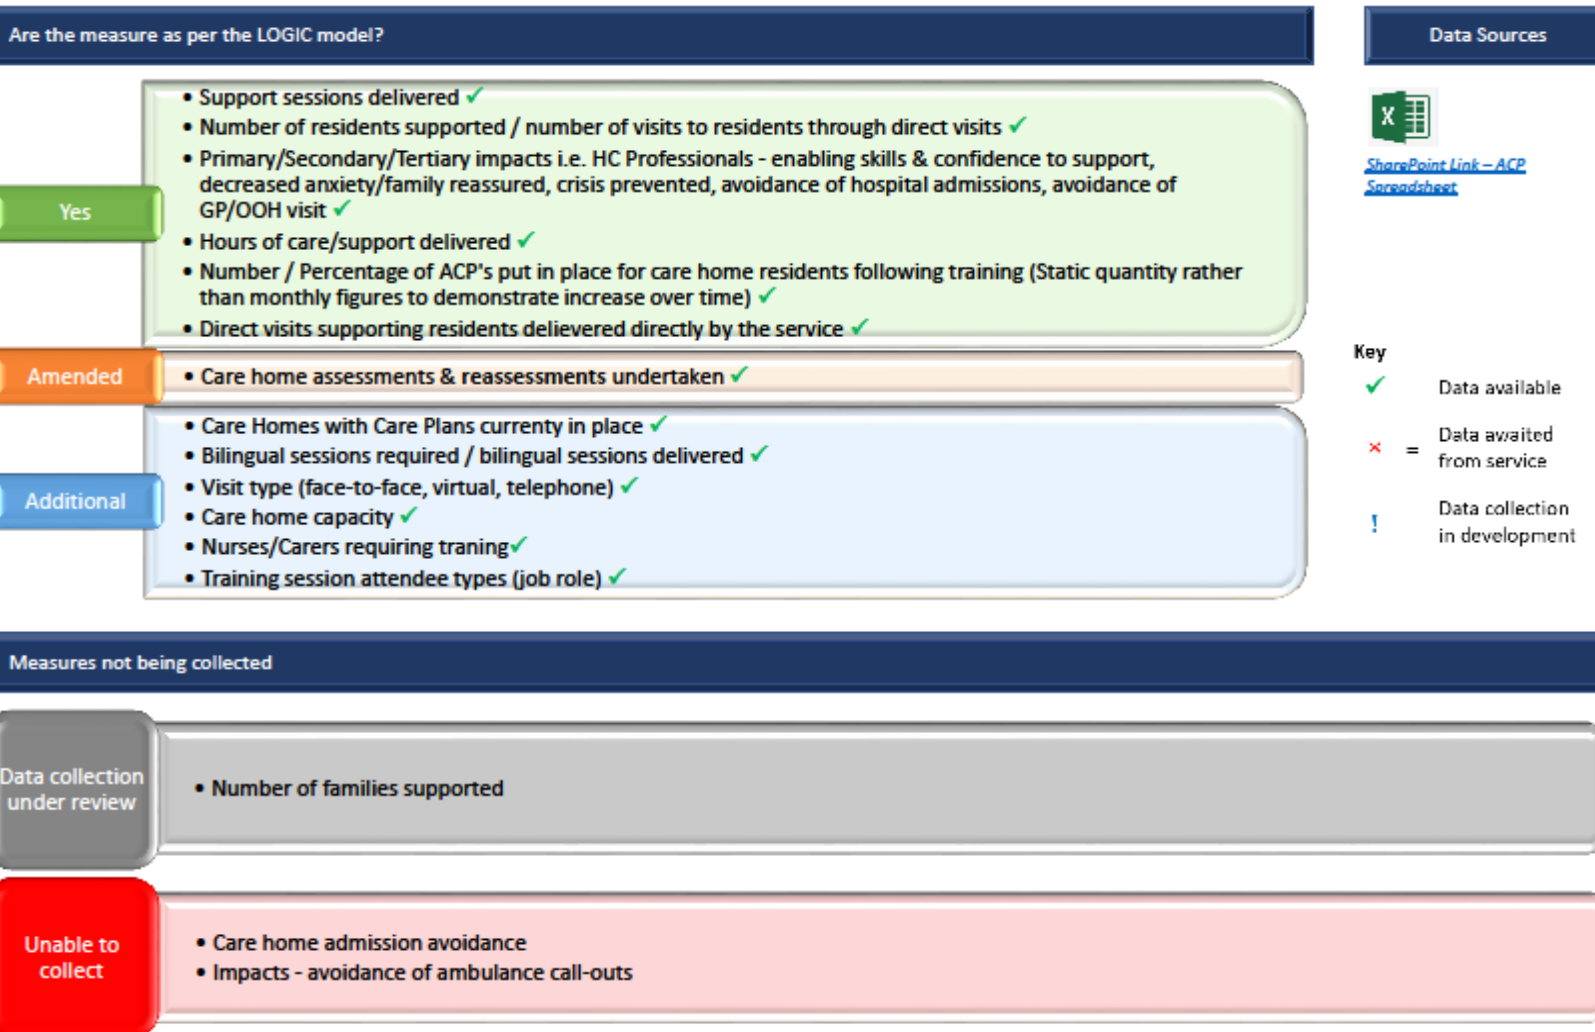 Are the measure as per the LOGIC model?
Data Sources
Yes
• Support sessions delivered ✓
• Number of residents supported / number of visits to residents through direct visits ✓
• Primary/Secondary/Tertiary impacts i.e. HC Professionals - enabling skills & confidence to support,
decreased anxiety/family reassured, crisis prevented, avoidance of hospital admissions, avoidance of
GP/OOH visit ✓
• Hours of care/support delivered ✓
• Number / Percentage of ACP's put in place for care home residents following training (Static quantity rather
than monthly figures to demonstrate increase over time) ✓
• Direct visits supporting residents delievered directly by the service ✓
X
SharePoint Link – ACP
Spreadsheet
Amended
• Care home assessments & reassessments undertaken ✓
Additional
• Care Homes with Care Plans currenty in place ✓
• Bilingual sessions required / bilingual sessions delivered ✓
• Visit type (face-to-face, virtual, telephone) ✓
• Care home capacity ✓
• Nurses/Carers requiring traning✓
• Training session attendee types (job role) ✓
Key
✓ Data available
× = Data awaited
from service
! Data collection
in development
Measures not being collected
Data collection
under review
• Number of families supported
Unable to
collect
• Care home admission avoidance
• Impacts - avoidance of ambulance call-outs